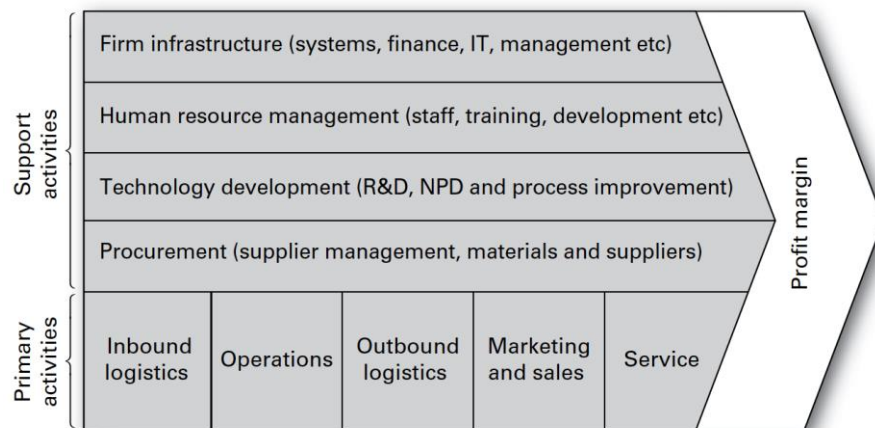 Support
activities
Firm infrastructure (systems, finance, IT, management etc)
Human resource management (staff, training, development etc)
Technology development (R&D, NPD and process improvement)
Procurement (supplier management, materials and suppliers)
Primary
activities
Inbound
logistics
Operations
Outbound
logistics
Marketing
and sales
Service
Profit margin